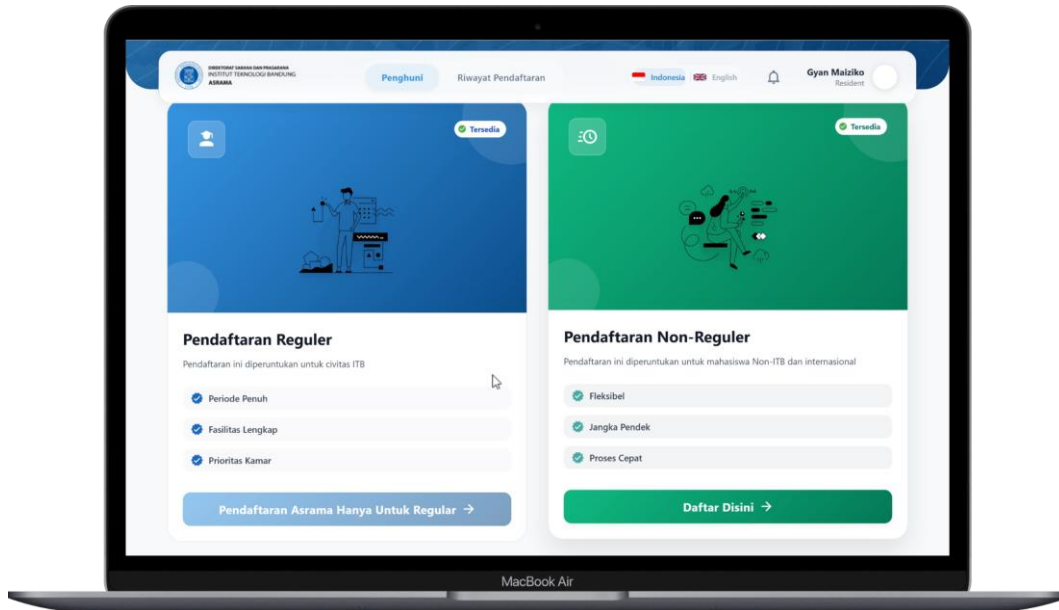 DIREKTORAT SARANA DAN PRASARANA
INSTITUT TEKNOLOGI BANDUNG
ASRAMA
Penghuni
Riwayat Pendaftaran
Indonesia
English
Gyan Maiziko
Resident
Tersedia
Pendaftaran Reguler
Pendaftaran ini diperuntukan untuk civitas ITB
Periode Penuh
Fasilitas Lengkap
Prioritas Kamar
Pendaftaran Asrama Hanya Untuk Regular →
Tersedia
Pendaftaran Non-Reguler
Pendaftaran ini diperuntukan untuk mahasiswa Non-ITB dan internasional
Fleksibel
Jangka Pendek
Proses Cepat
Daftar Disini →
MacBook Air